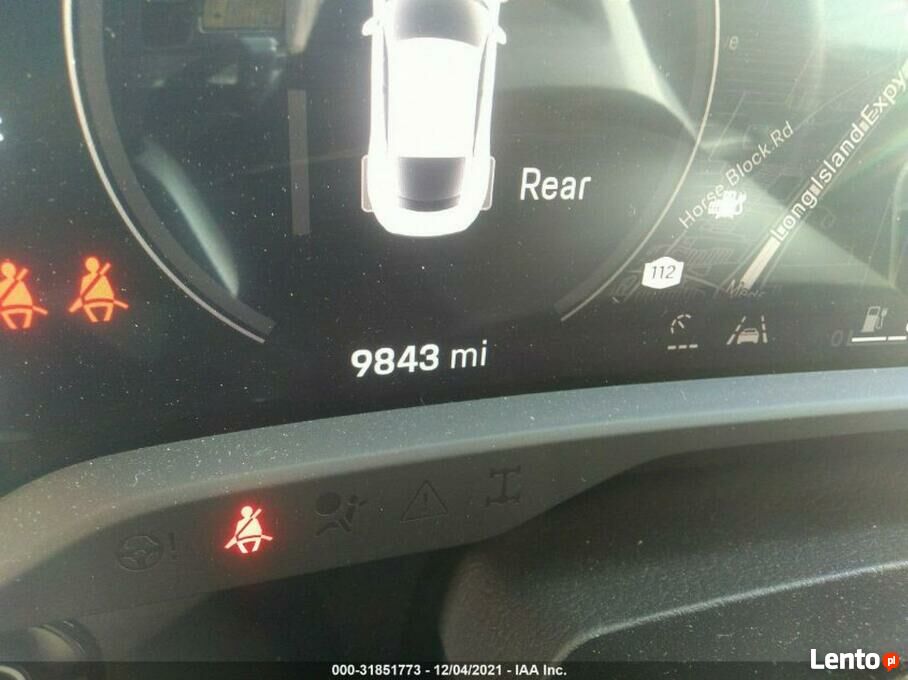 Rear
Horse Block Rd
Long Island Expy
112
9843 mi
000-31851773 - 12/04/2021 - IAA Inc.
Lento pl